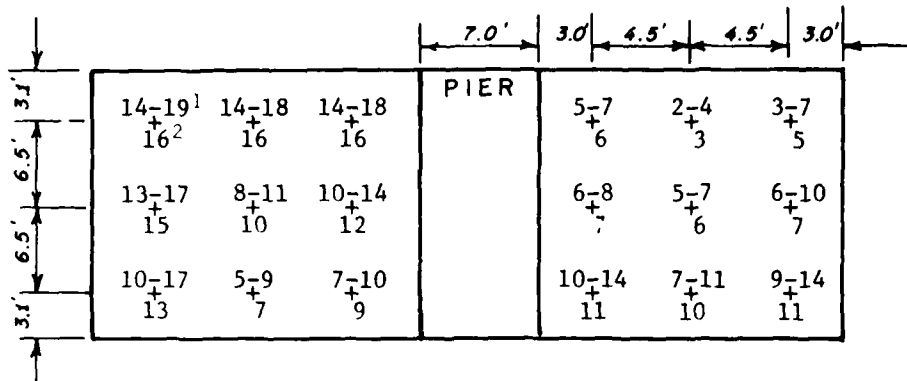 7.0' 3.0' 4.5' 4.5' 3.0'
3.1' PIER
14-19¹ 14-18 14-18 5-7 2-4 3-7
16² 16 16 6 3 5
6.5'
13-17 8-11 10-14 6-8 5-7 6-10
15 10 12 7 6 7
6.5'
10-17 5-9 7-10 10-14 7-11 9-14
13 7 9 11 10 11
3.1'